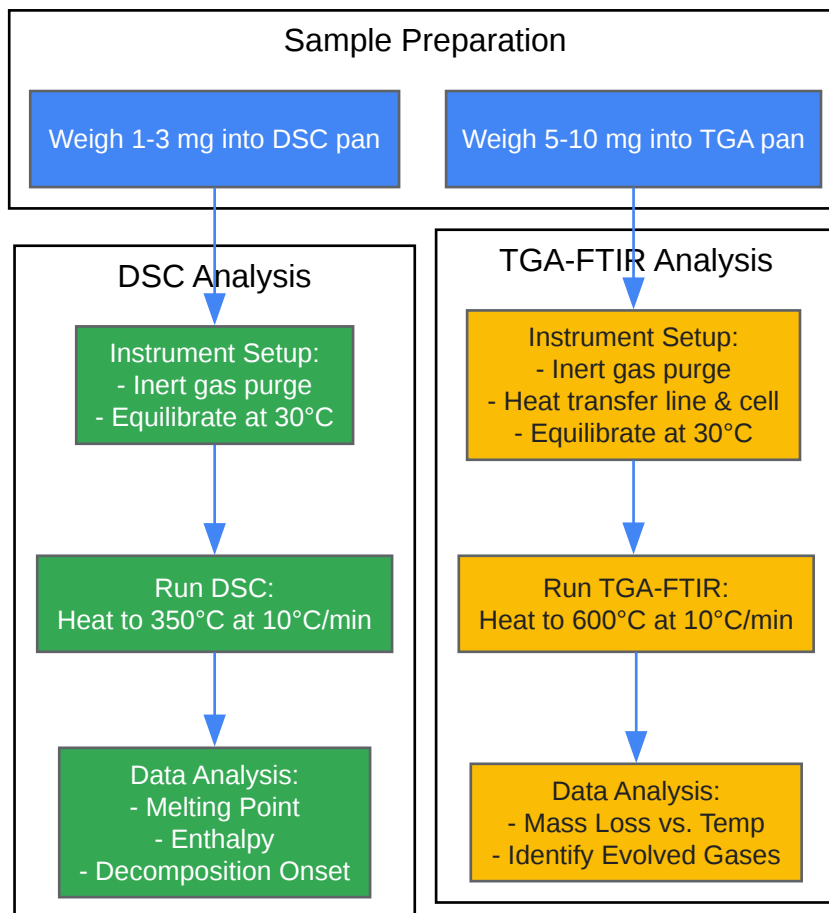 Sample Preparation
Weigh 1-3 mg into DSC pan
Weigh 5-10 mg into TGA pan
DSC Analysis
Instrument Setup:
- Inert gas purge
- Equilibrate at 30°C
Run DSC:
Heat to 350°C at 10°C/min
Data Analysis:
- Melting Point
- Enthalpy
- Decomposition Onset
TGA-FTIR Analysis
Instrument Setup:
- Inert gas purge
- Heat transfer line & cell
- Equilibrate at 30°C
Run TGA-FTIR:
Heat to 600°C at 10°C/min
Data Analysis:
- Mass Loss vs. Temp
- Identify Evolved Gases